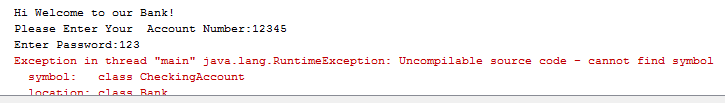 Hi Welcome to our Bank!
Please Enter Your  Account Number:12345
Enter Password:123
Exception in thread "main" java.lang.RuntimeException: Uncompilable source code - cannot find symbol
  symbol:   class CheckingAccount
  location: class Bank